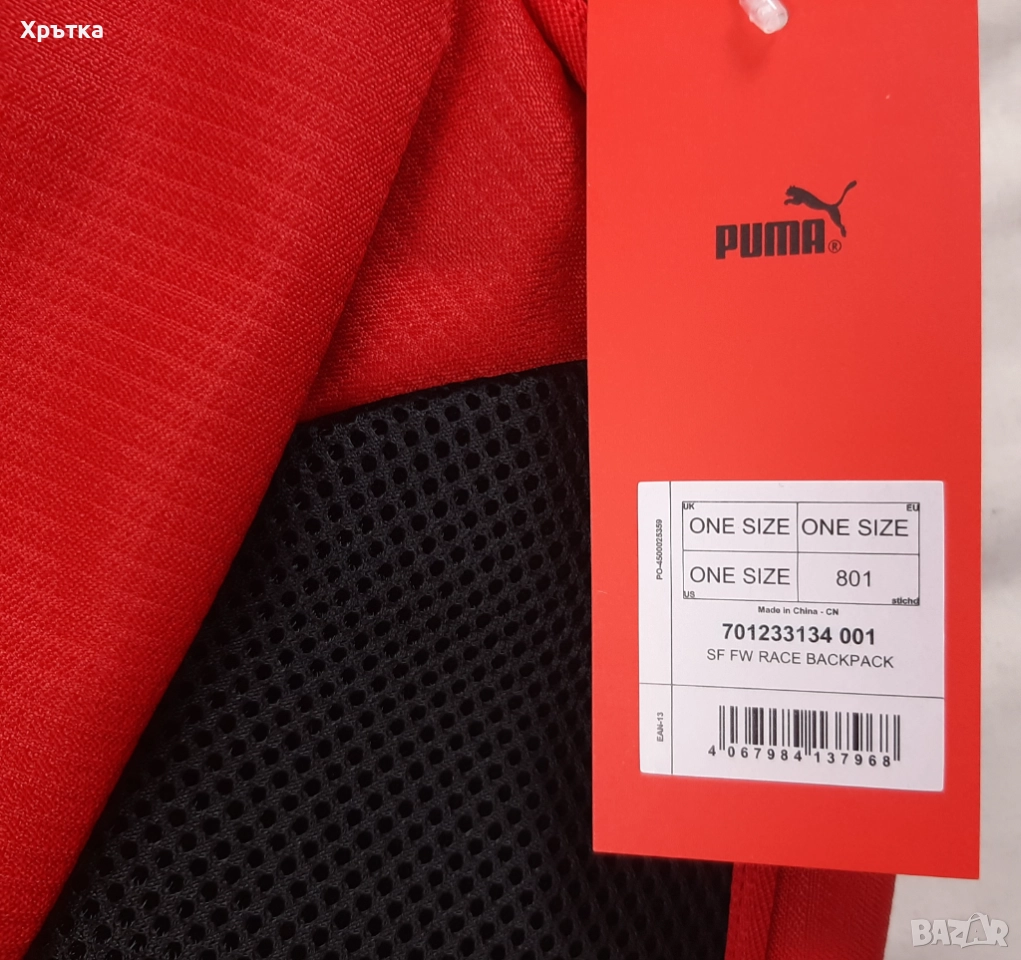 Хрътка
PUMA®
UK
EU
ONE SIZE ONE SIZE
ONE SIZE 801
US
stichd
PO-4500025359
Made in China - CN
701233134 001
SF FW RACE BACKPACK
EAN-13
4 067984 137968
BAZAR